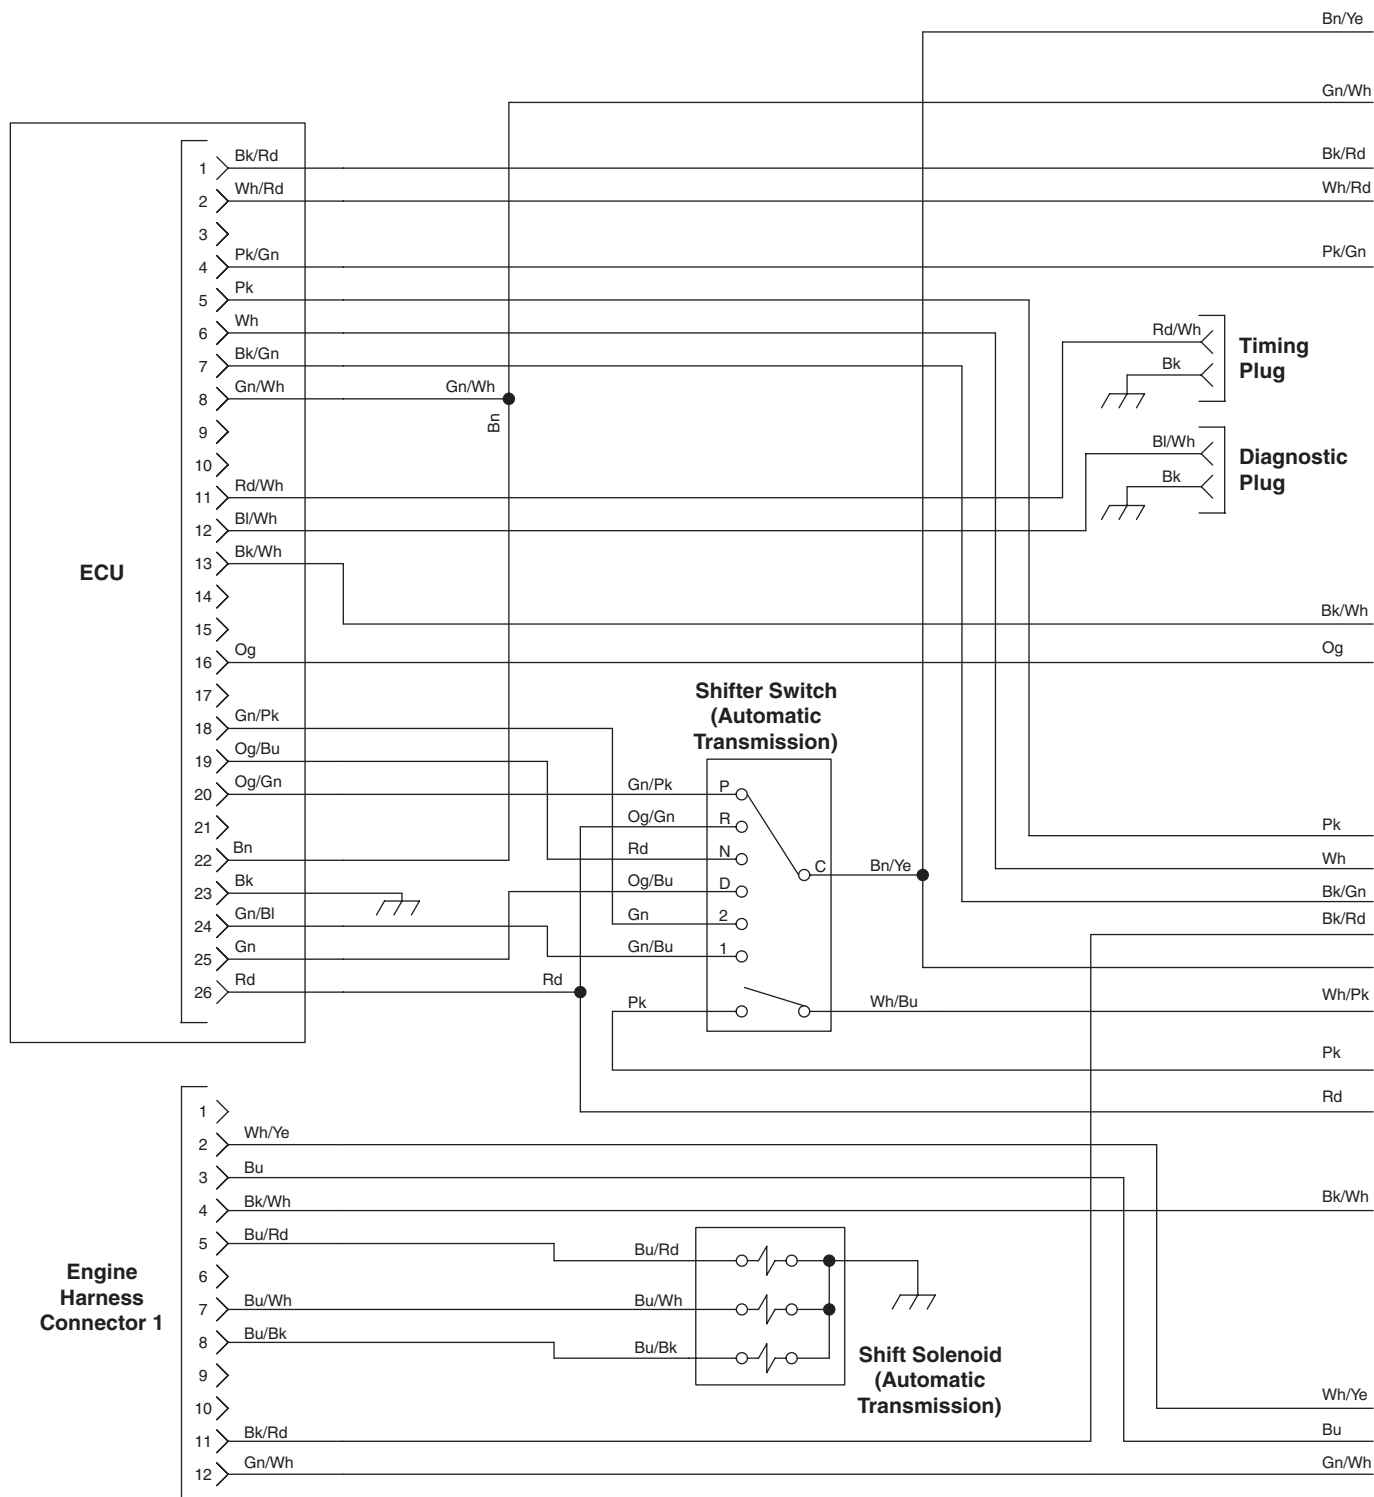 Bn/Ye
Gn/Wh
Bk/Rd
Wh/Rd
Pk/Gn
ECU
1 Bk/Rd
2 Wh/Rd
3
4 Pk/Gn
5 Pk
6 Wh
7 Bk/Gn
8 Gn/Wh
Gn/Wh
Bn
9
10
11 Rd/Wh
12 Bl/Wh
13 Bk/Wh
14
15
16 Og
17
18 Gn/Pk
19 Og/Bu
20 Og/Gn
21
22 Bn
23 Bk
24 Gn/Bl
25 Gn
26 Rd
Rd
Rd/Wh
Bk
Timing
Plug
Bl/Wh
Bk
Diagnostic
Plug
Bk/Wh
Og
Shifter Switch
(Automatic
Transmission)
Gn/Pk P
Og/Gn R
Rd N
Og/Bu D
Gn 2
Gn/Bu 1
C Bn/Ye
Pk
Wh/Bu
Pk
Wh
Bk/Gn
Bk/Rd
Wh/Pk
Pk
Rd
Engine
Harness
Connector 1
1
2 Wh/Ye
3 Bu
4 Bk/Wh
5 Bu/Rd
6
7 Bu/Wh
8 Bu/Bk
9
10
11 Bk/Rd
12 Gn/Wh
Bu/Rd
Bu/Wh
Bu/Bk
Shift Solenoid
(Automatic
Transmission)
Bk/Wh
Wh/Ye
Bu
Gn/Wh